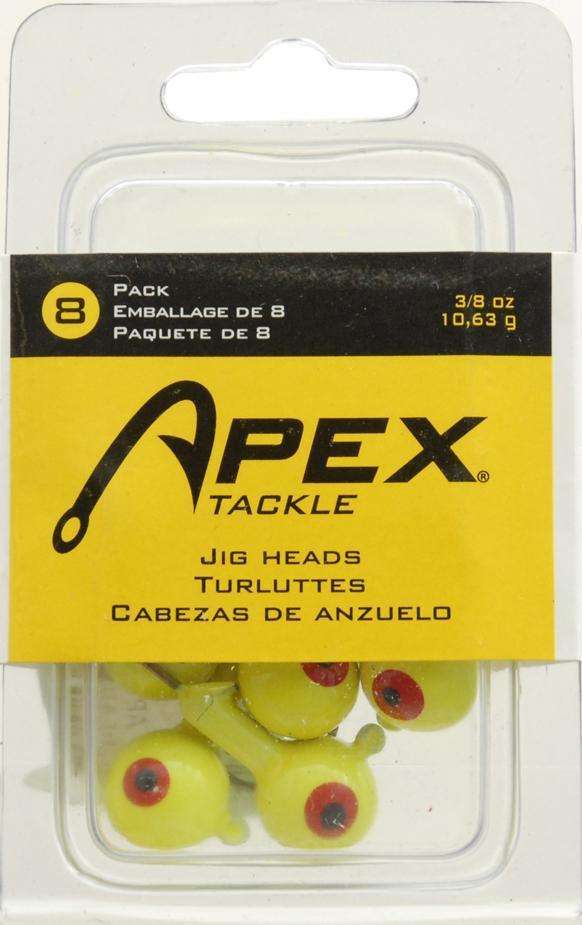 8
Pack
Emballage de 8
Paquete de 8
3/8 oz
10,63 g
Apex®
Tackle
Jig heads
Turluttes
Cabezas de anzuelo